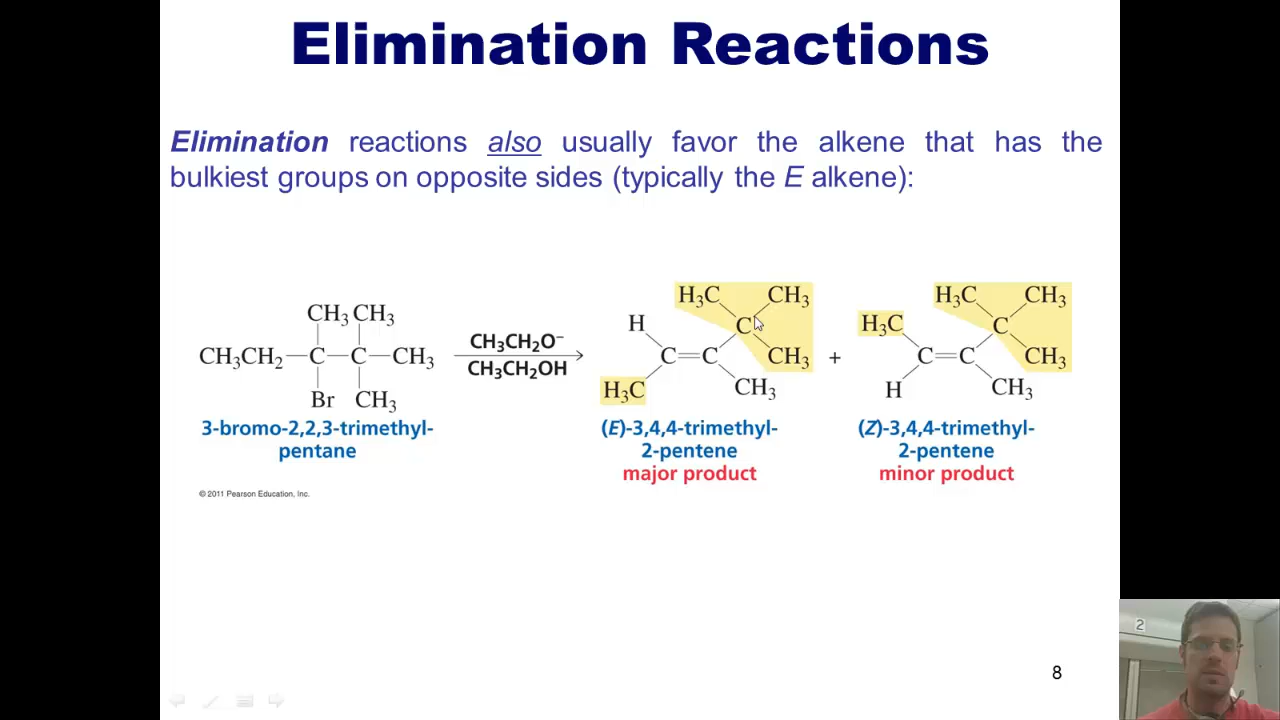 Elimination Reactions
Elimination reactions also usually favor the alkene that has the
bulkiest groups on opposite sides (typically the E alkene):
CH₃ CH₃
CH₃CH₂—C—C—CH₃
Br CH₃
3-bromo-2,2,3-trimethyl-
pentane
CH₃CH₂O⁻
CH₃CH₂OH
H₃C CH₃
H C
C=C CH₃
H₃C CH₃
(E)-3,4,4-trimethyl-
2-pentene
major product
+
H₃C CH₃
H₃C C
C=C CH₃
H CH₃
(Z)-3,4,4-trimethyl-
2-pentene
minor product
© 2011 Pearson Education, Inc.
8
2